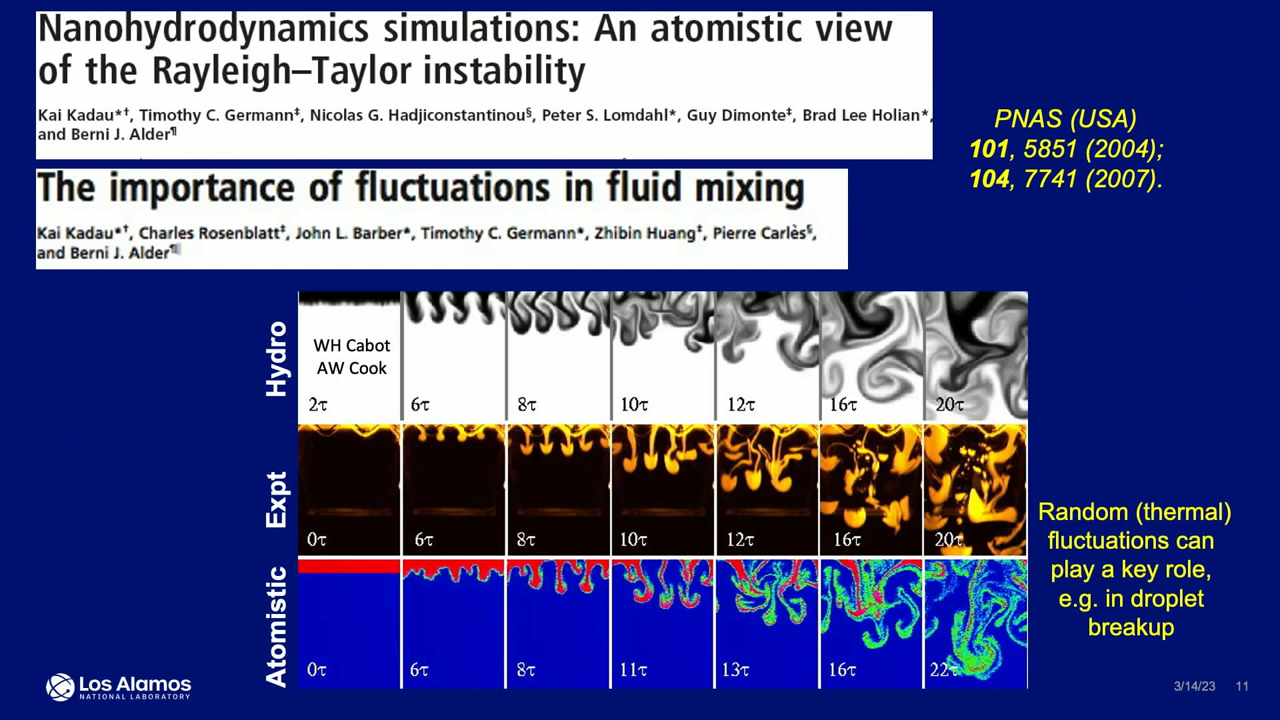 Nanohydrodynamics simulations: An atomistic view
of the Rayleigh–Taylor instability
Kai Kadau*†, Timothy C. Germann‡, Nicolas G. Hadjiconstantinou§, Peter S. Lomdahl*, Guy Dimonte‡, Brad Lee Holian*,
and Berni J. Alder¶
PNAS (USA)
101, 5851 (2004);
104, 7741 (2007).
The importance of fluctuations in fluid mixing
Kai Kadau*†, Charles Rosenblatt‡, John L. Barber*, Timothy C. Germann*, Zhibin Huang‡, Pierre Carlès§,
and Berni J. Alder¶
Hydro
WH Cabot
AW Cook
2τ 6τ 8τ 10τ 12τ 16τ 20τ
Expt
0τ 6τ 8τ 10τ 12τ 16τ 20τ
Atomistic
0τ 6τ 8τ 11τ 13τ 16τ 22τ
Random (thermal)
fluctuations can
play a key role,
e.g. in droplet
breakup
Los Alamos
NATIONAL LABORATORY
3/14/23 11